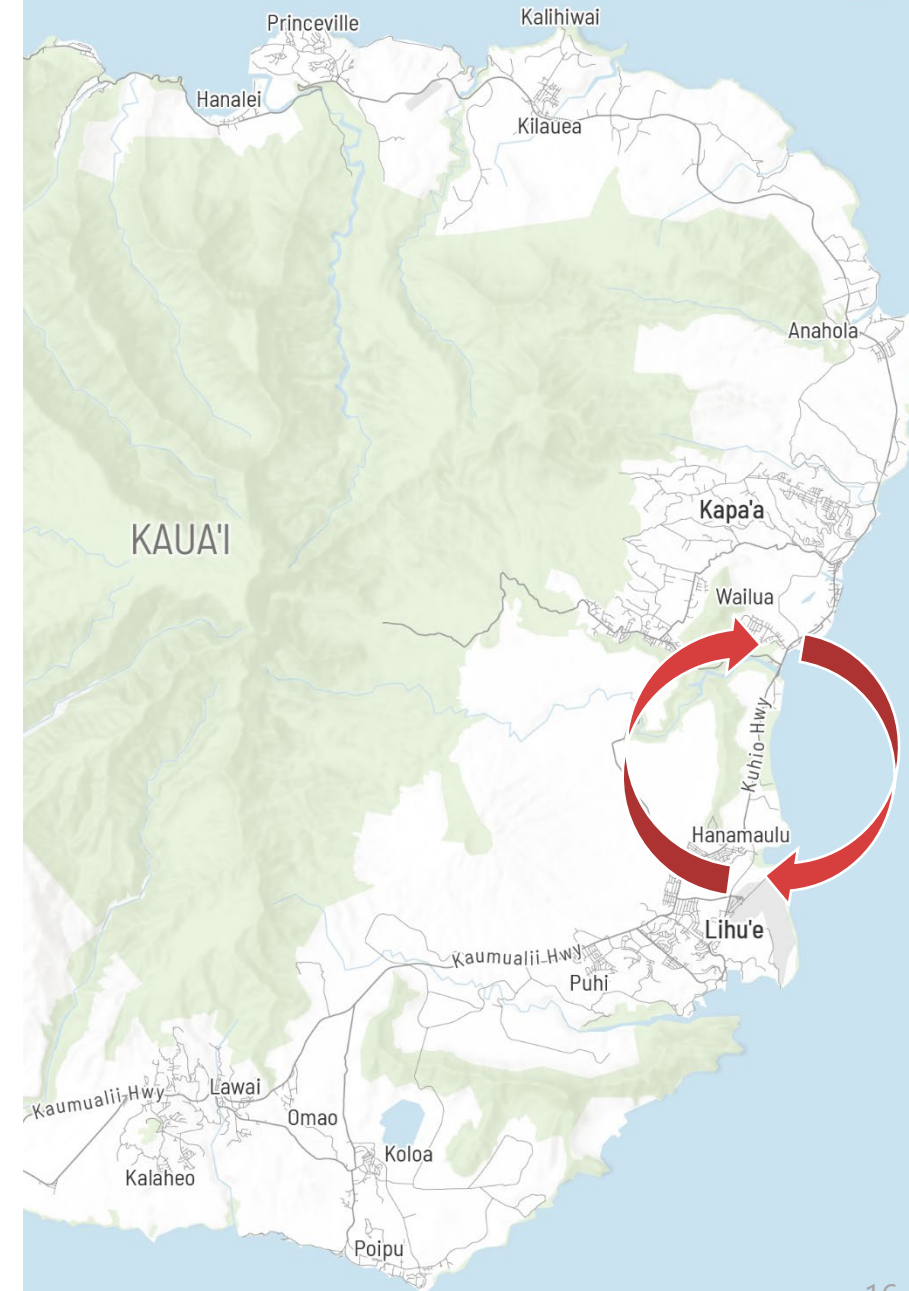 Princeville
Kalihiwai
Hanalei
Kilauea
Anahola
Kapa'a
KAUA'I
Wailua
Kuhio Hwy
Hanamaulu
Lihu'e
Kaumualii Hwy
Puhi
Kaumualii Hwy
Lawai
Omao
Koloa
Kalaheo
Poipu